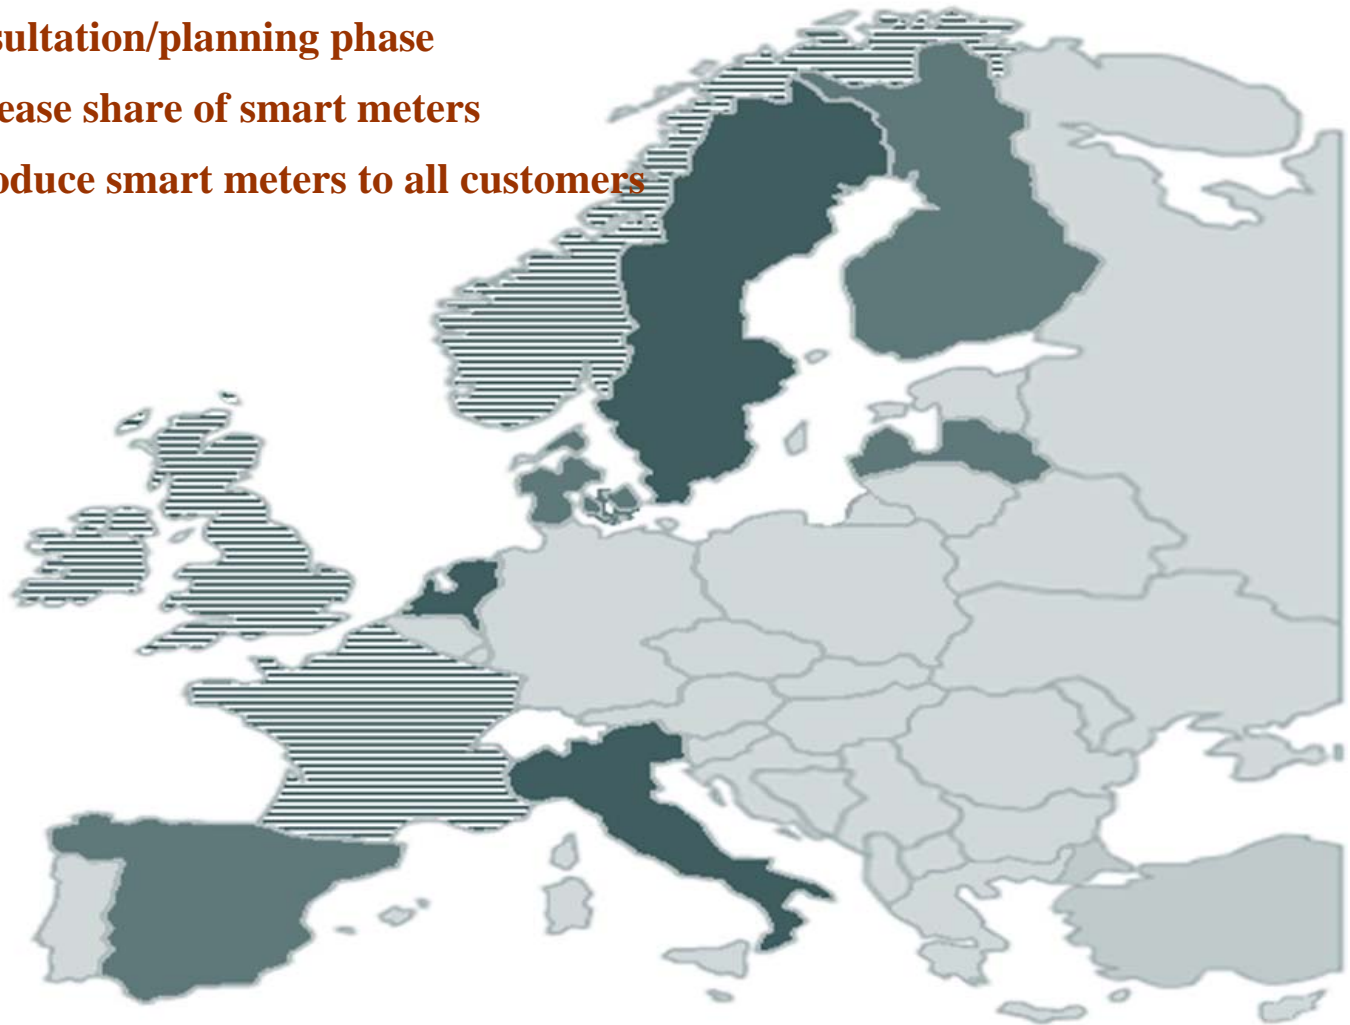 sultation/planning phase
ease share of smart meters
oduce smart meters to all customers